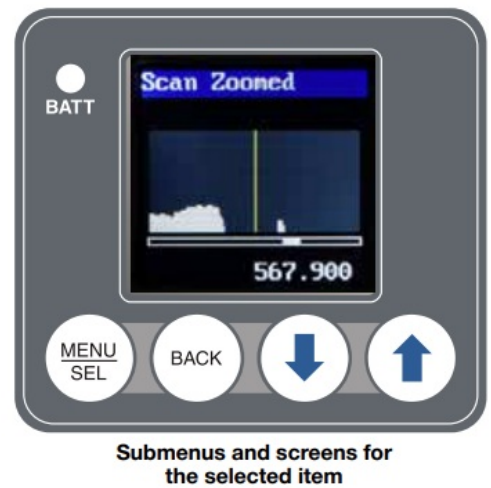 Scan Zoomed
BATT
567.900
MENU
SEL
BACK
Submenus and screens for
the selected item